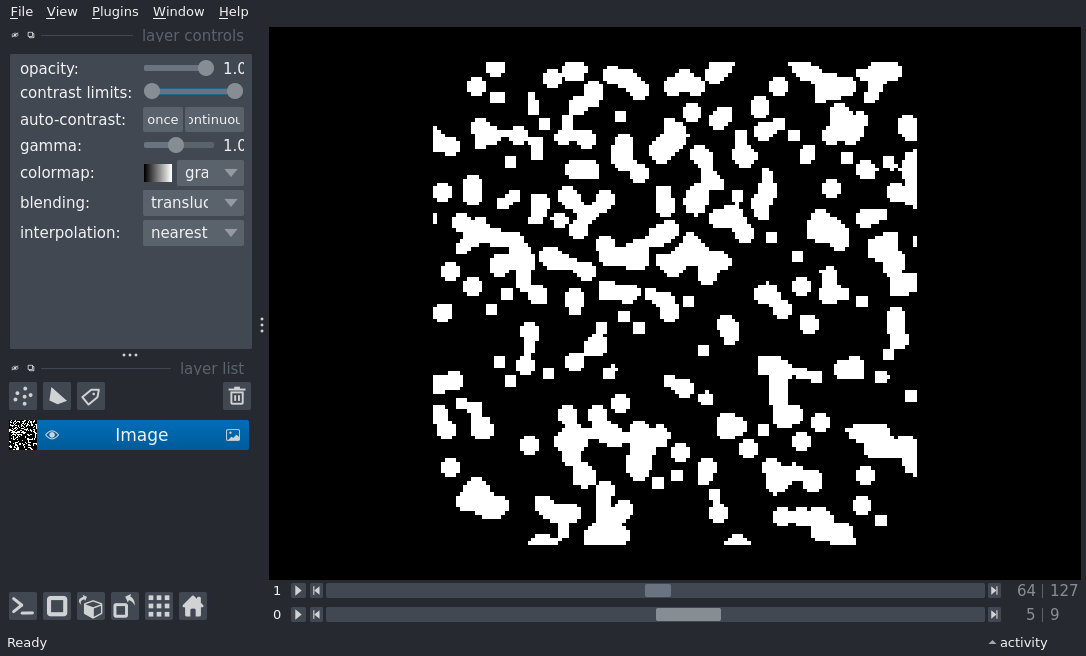 File View Plugins Window Help
layer controls
opacity: 1.0
contrast limits:
auto-contrast: once ontinuou
gamma: 1.0
colormap: gra
blending: transluc
interpolation: nearest
layer list
Image
1 64 127
0 5 9
Ready
activity